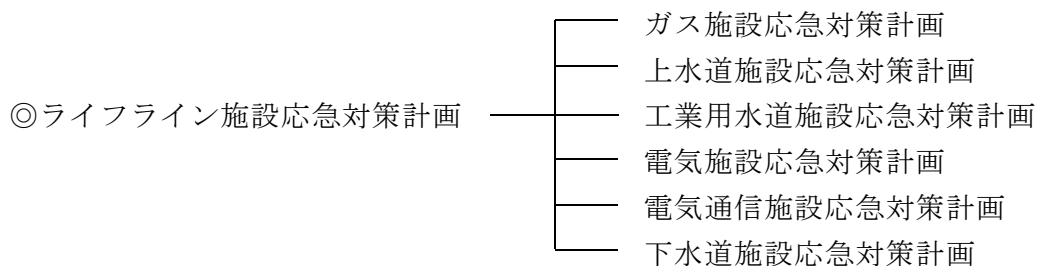 ガス施設応急対策計画
上水道施設応急対策計画
◎ライフライン施設応急対策計画
工業用水道施設応急対策計画
電気施設応急対策計画
電気通信施設応急対策計画
下水道施設応急対策計画